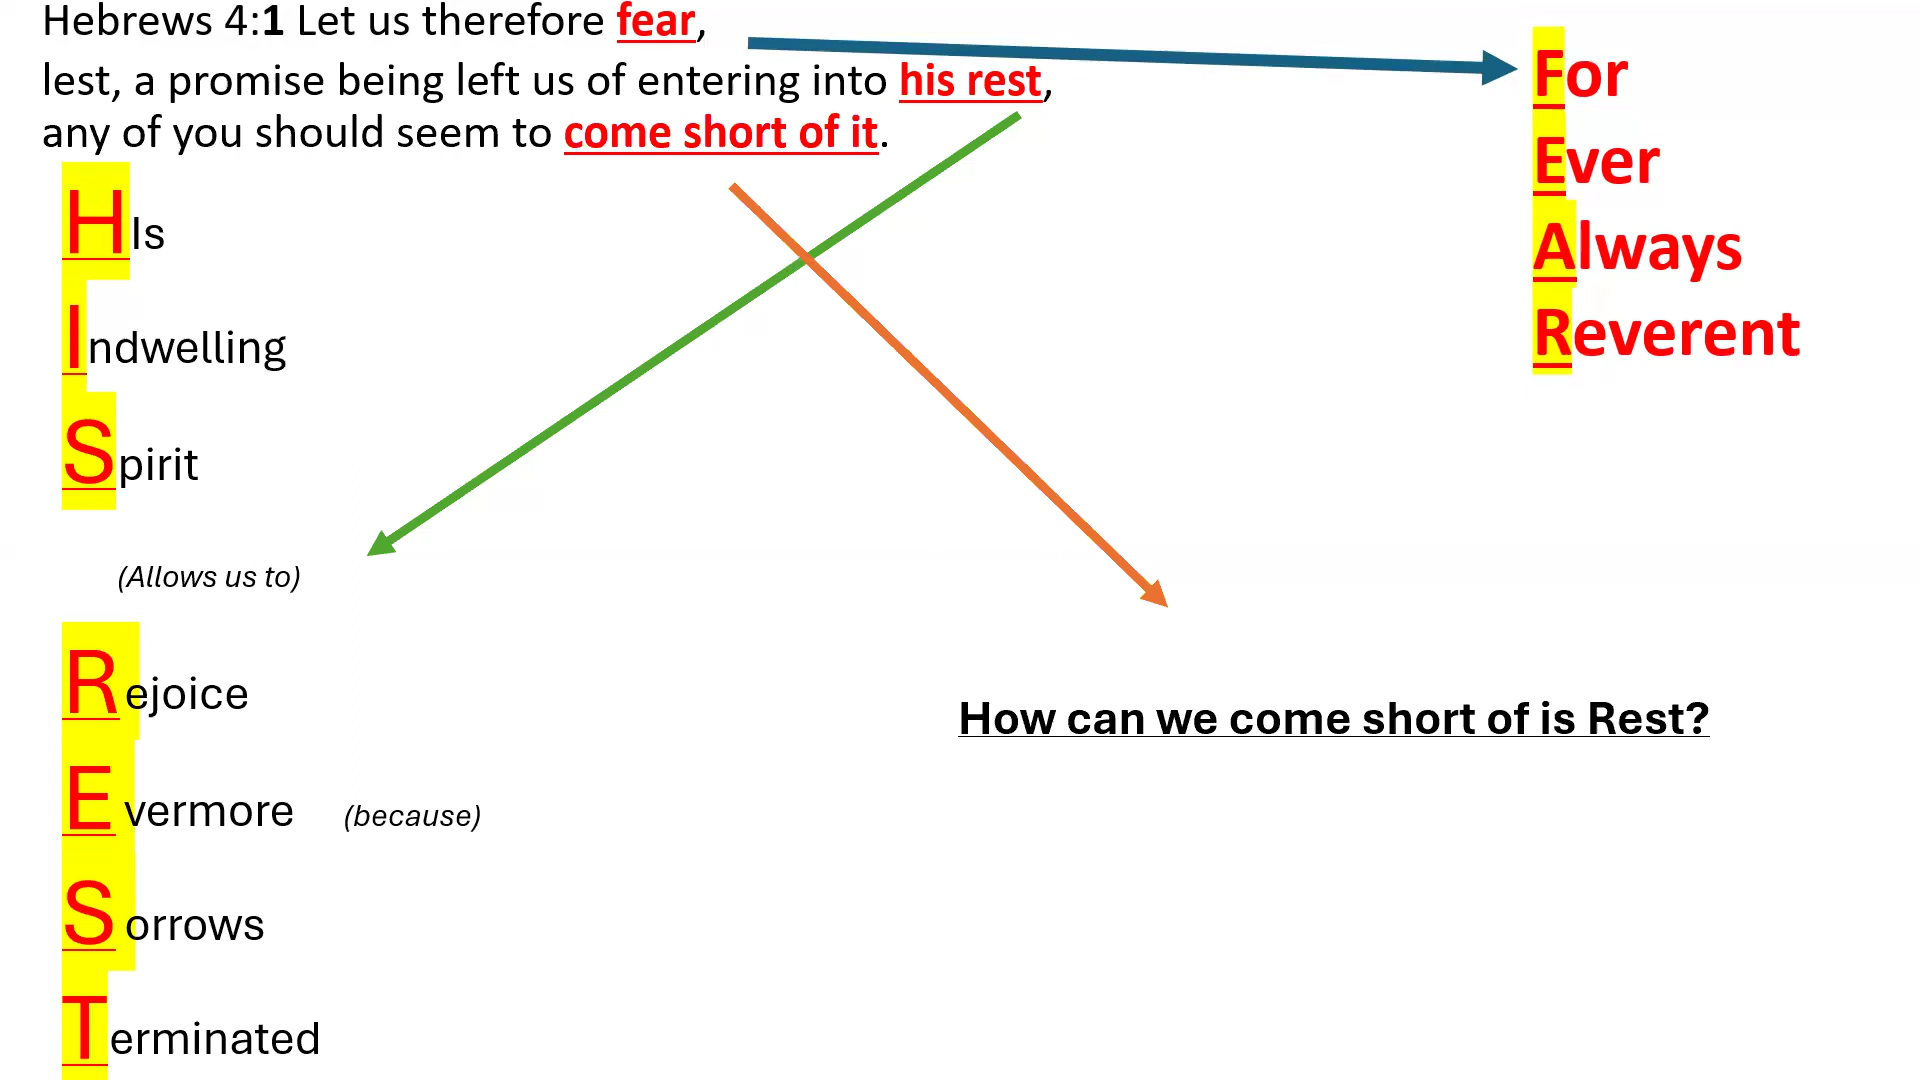 Hebrews 4:1 Let us therefore fear,
lest, a promise being left us of entering into his rest,
any of you should seem to come short of it.
For
Ever
Always
Reverent
HIs
Indwelling
Spirit
(Allows us to)
Rejoice
Evermore (because)
Sorrows
Terminated
How can we come short of is Rest?